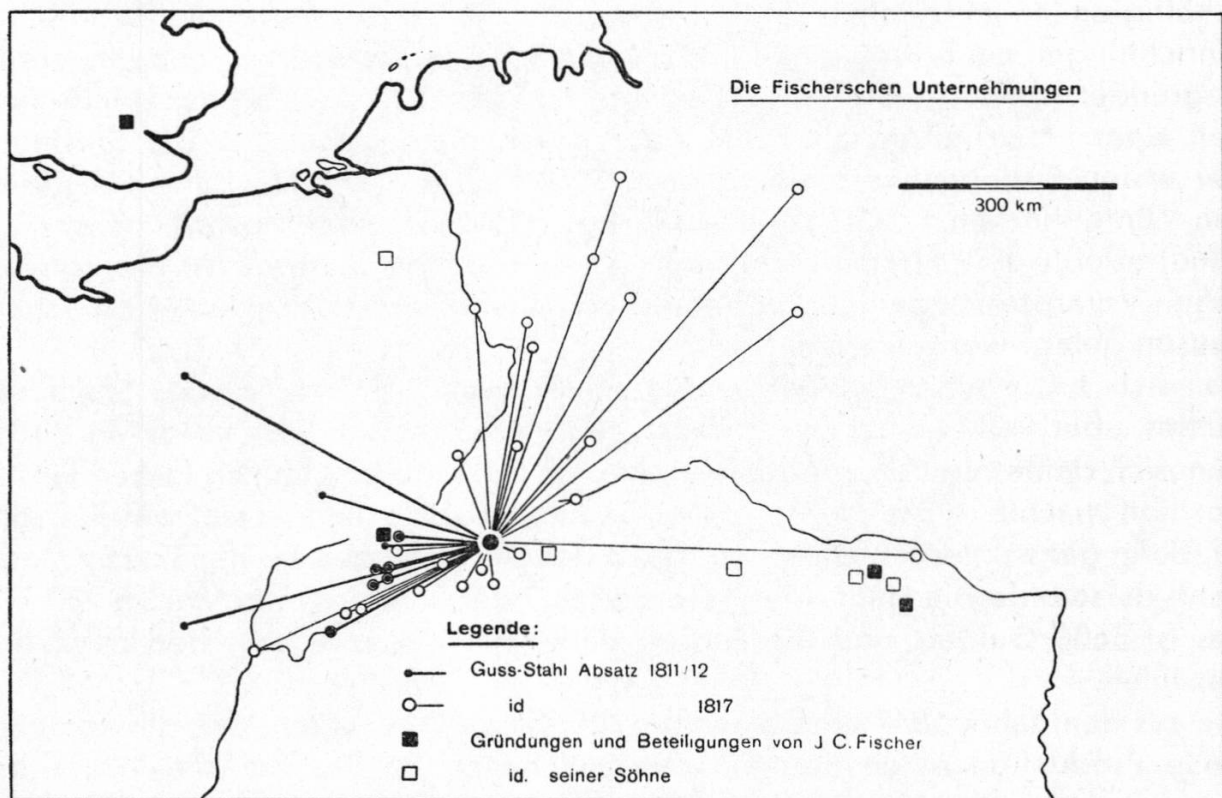 Die Fischerschen Unternehmungen
300 km
Legende:
Guss-Stahl Absatz 1811/12
id 1817
Gründungen und Beteiligungen von J. C. Fischer
id. seiner Söhne